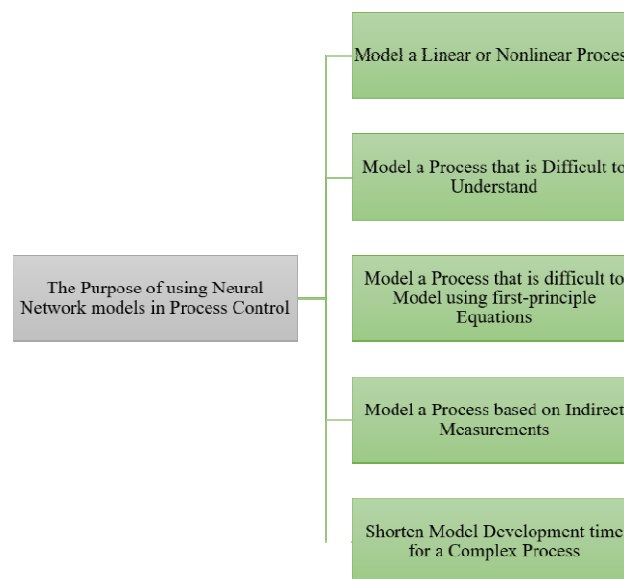 Model a Linear or Nonlinear Proces
Model a Process that is Difficult to
Understand
The Purpose of using Neural
Network models in Process Control
Model a Process that is difficult to
Model using first-principle
Equations
Model a Process based on Indirect
Measurements
Shorten Model Development time
for a Complex Process